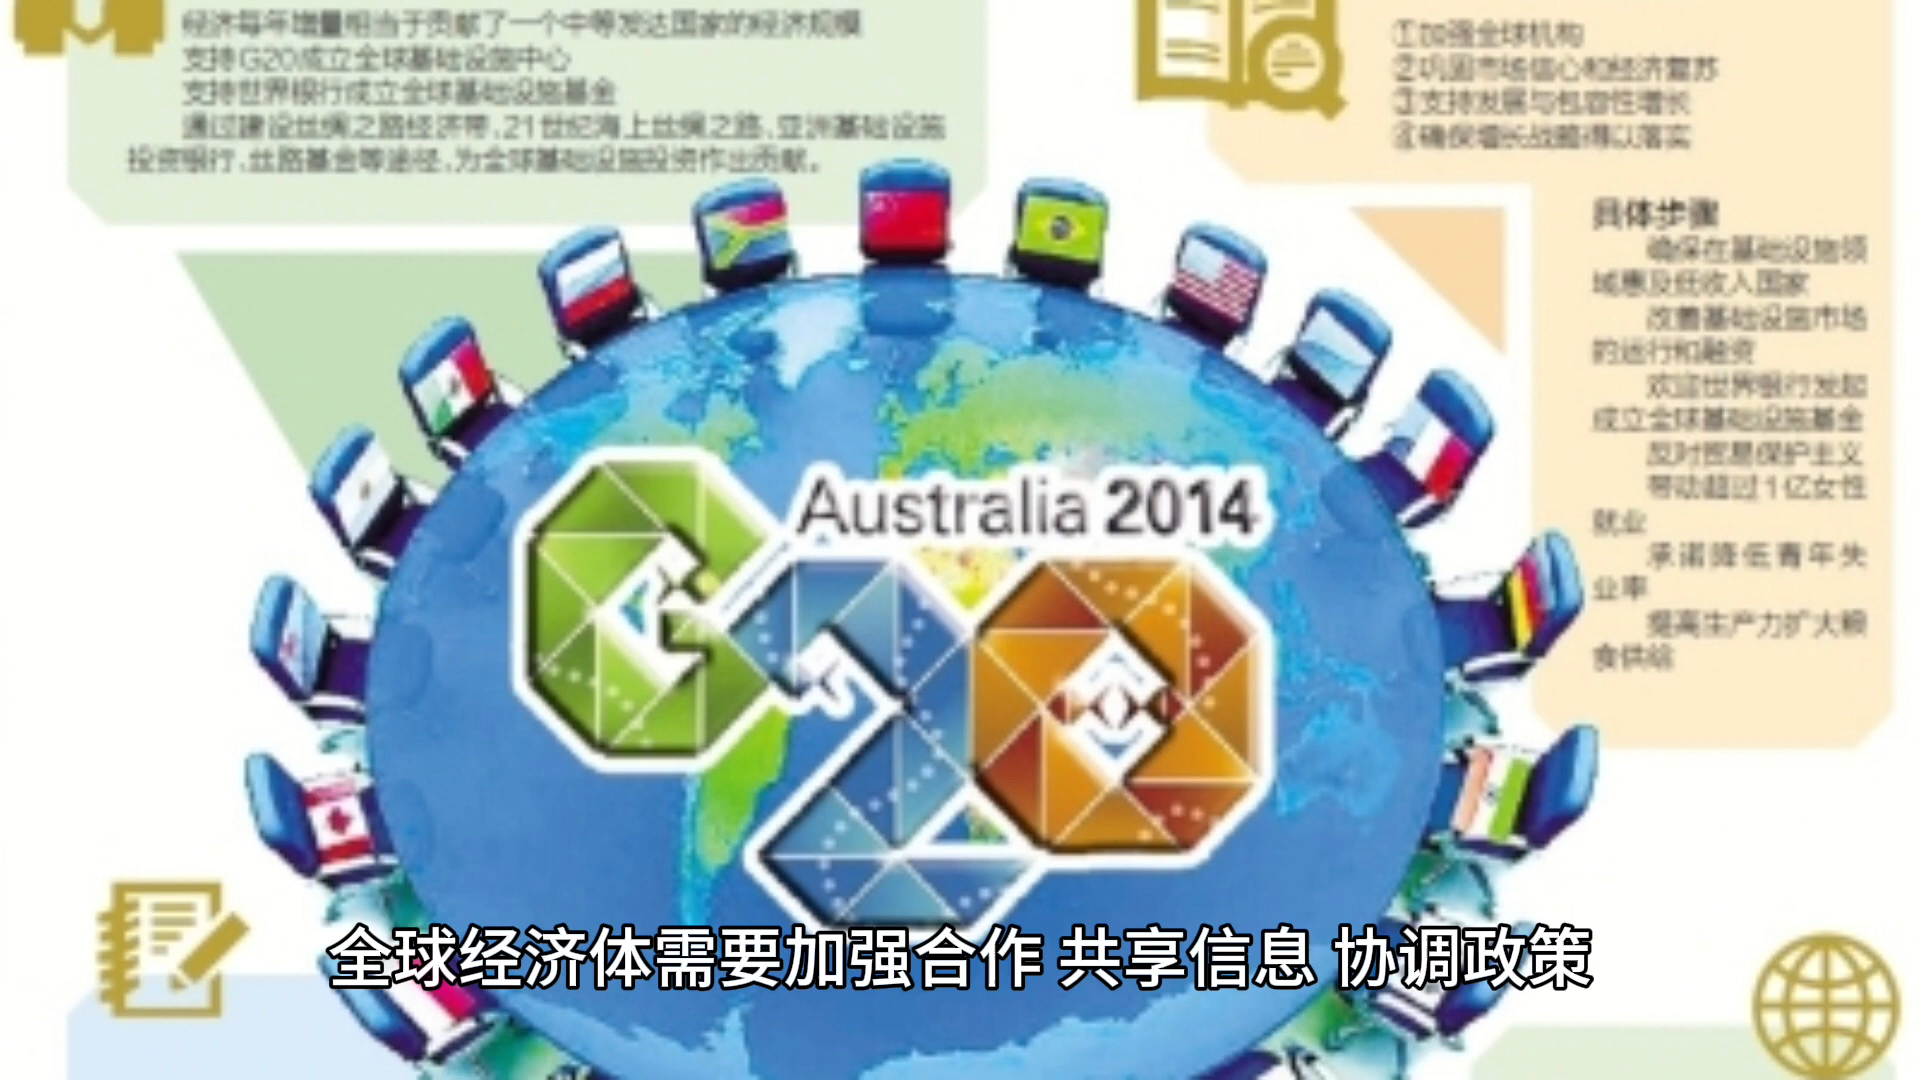 经济每年增量相当于贡献了一个中等发达国家的经济规模
支持G20成立全球基础设施中心
支持世界银行成立全球基础设施基金
通过建设丝绸之路经济带,21世纪海上丝绸之路,亚洲基础设施
投资银行,丝路基金等途径,为全球基础设施投资作出贡献。
①加强全球机构
②巩固市场信心和经济复苏
③支持发展与包容性增长
④确保增长战略得以落实
具体步骤
确保在基础设施领
域惠及低收入国家
改善基础设施市场
的运行和融资
欢迎世界银行发起
成立全球基础设施基金
反对贸易保护主义
带动超过1亿女性
就业
承诺降低青年失
业率
提高生产力扩大粮
食供给
Australia 2014
G20
全球经济体需要加强合作 共享信息 协调政策